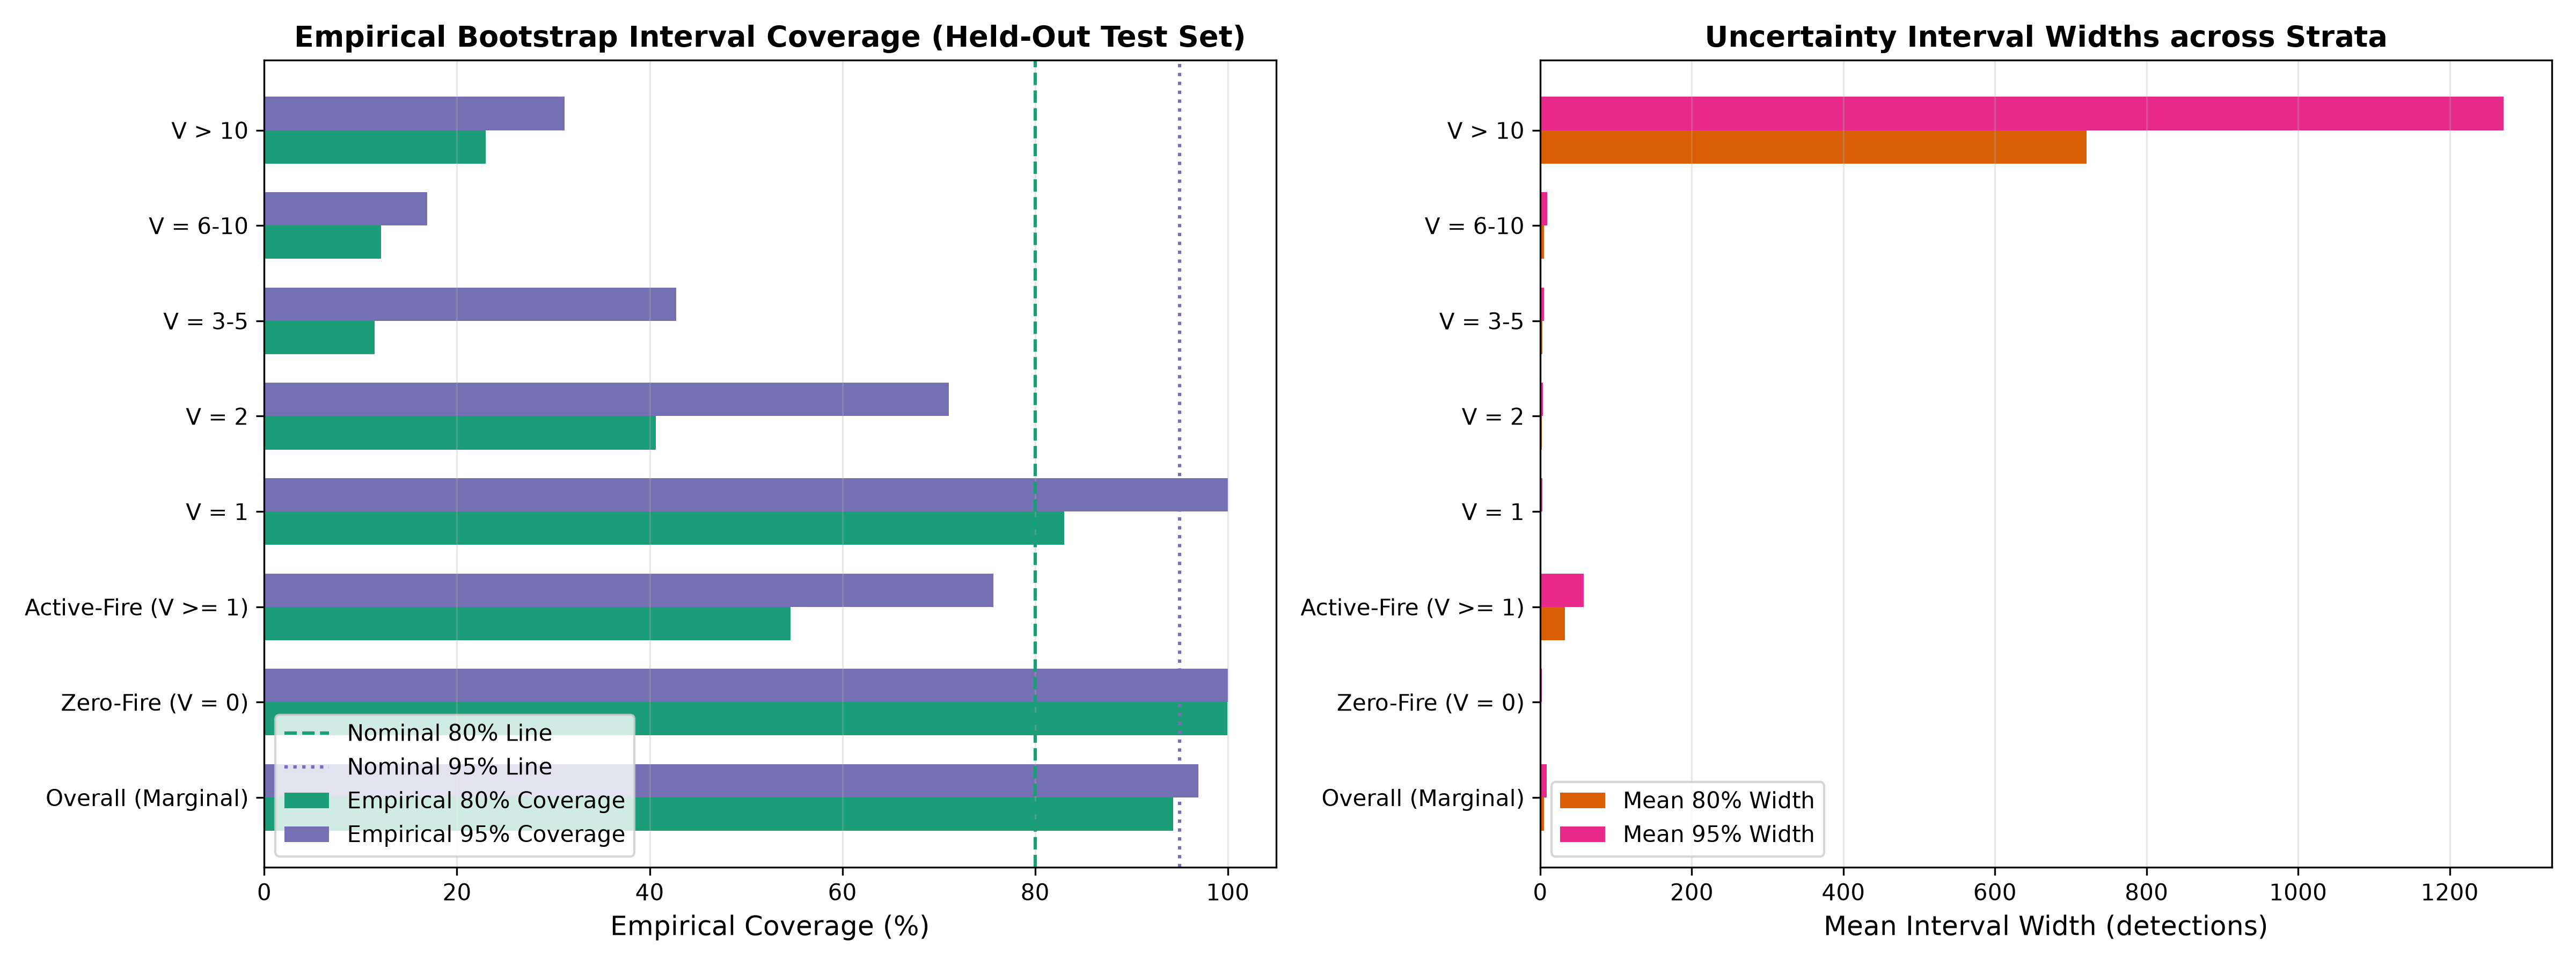 Empirical Bootstrap Interval Coverage (Held-Out Test Set)
V > 10
V = 6-10
V = 3-5
V = 2
V = 1
Active-Fire (V >= 1)
Zero-Fire (V = 0)
Overall (Marginal)
Nominal 80% Line
Nominal 95% Line
Empirical 80% Coverage
Empirical 95% Coverage
0 20 40 60 80 100
Empirical Coverage (%)
Uncertainty Interval Widths across Strata
V > 10
V = 6-10
V = 3-5
V = 2
V = 1
Active-Fire (V >= 1)
Zero-Fire (V = 0)
Overall (Marginal)
Mean 80% Width
Mean 95% Width
0 200 400 600 800 1000 1200
Mean Interval Width (detections)